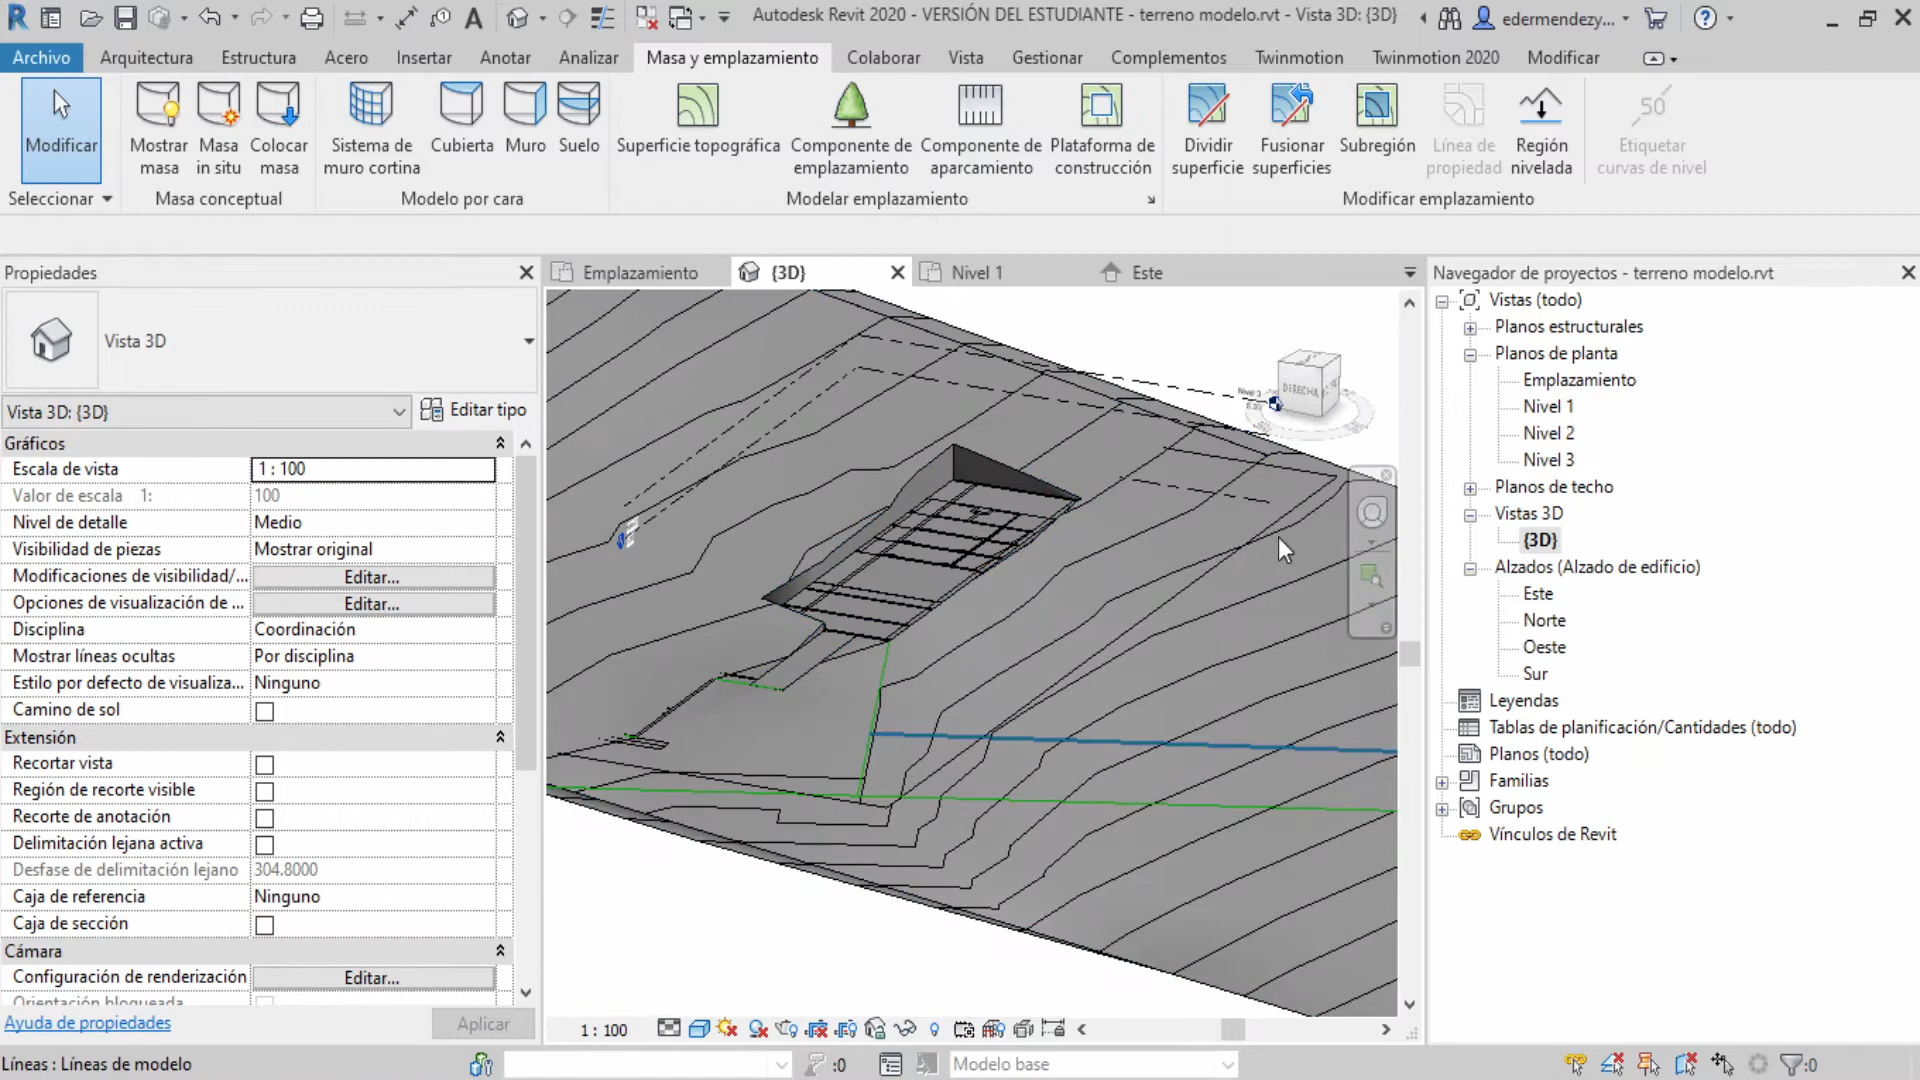 Autodesk Revit 2020 - VERSIÓN DEL ESTUDIANTE - terreno modelo.rvt - Vista 3D: {3D}
edermendezy...
Archivo Arquitectura Estructura Acero Insertar Anotar Analizar Masa y emplazamiento Colaborar Vista Gestionar Complementos Twinmotion Twinmotion 2020 Modificar
Modificar
Mostrar masa
Masa in situ
Colocar masa
Sistema de muro cortina
Cubierta
Muro
Suelo
Superficie topográfica
Componente de emplazamiento
Componente de aparcamiento
Plataforma de construcción
Dividir superficie
Fusionar superficies
Subregión
Línea de propiedad
Región nivelada
50
Etiquetar curvas de nivel
Seleccionar
Masa conceptual
Modelo por cara
Modelar emplazamiento
Modificar emplazamiento
Propiedades
Vista 3D
Vista 3D: {3D}
Editar tipo
Gráficos
Escala de vista 1 : 100
Valor de escala 1: 100
Nivel de detalle Medio
Visibilidad de piezas Mostrar original
Modificaciones de visibilidad/... Editar...
Opciones de visualización de ... Editar...
Disciplina Coordinación
Mostrar líneas ocultas Por disciplina
Estilo por defecto de visualiza... Ninguno
Camino de sol
Extensión
Recortar vista
Región de recorte visible
Recorte de anotación
Delimitación lejana activa
Desfase de delimitación lejano 304.8000
Caja de referencia Ninguno
Caja de sección
Cámara
Configuración de renderización Editar...
Orientación bloqueada
Ayuda de propiedades
Aplicar
Emplazamiento
{3D}
Nivel 1
Este
DERECHA
Nivel 3
1 : 100
Navegador de proyectos - terreno modelo.rvt
Vistas (todo)
Planos estructurales
Planos de planta
Emplazamiento
Nivel 1
Nivel 2
Nivel 3
Planos de techo
Vistas 3D
{3D}
Alzados (Alzado de edificio)
Este
Norte
Oeste
Sur
Leyendas
Tablas de planificación/Cantidades (todo)
Planos (todo)
Familias
Grupos
Vínculos de Revit
Líneas : Líneas de modelo
:0
Modelo base
:0